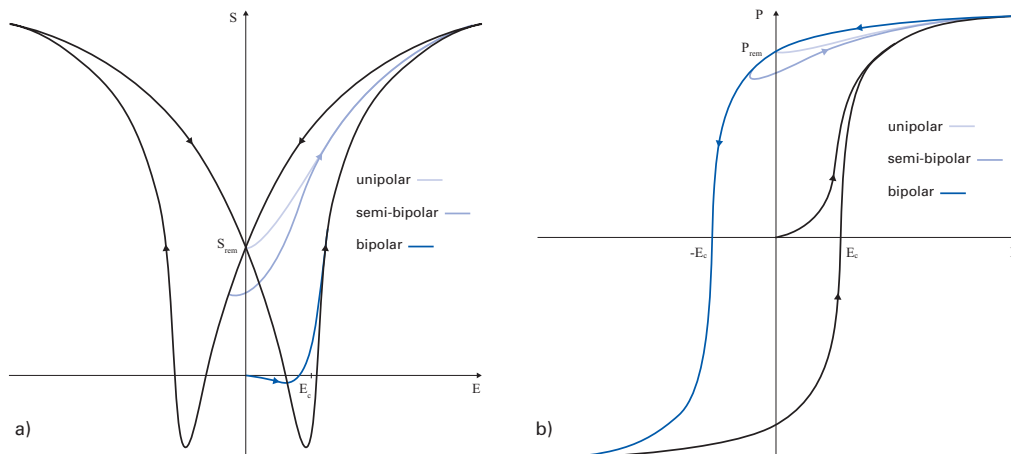 S
unipolar
semi-bipolar
bipolar
S_rem
E_c
E
a)
P
P_rem
unipolar
semi-bipolar
bipolar
-E_c
E_c
b)